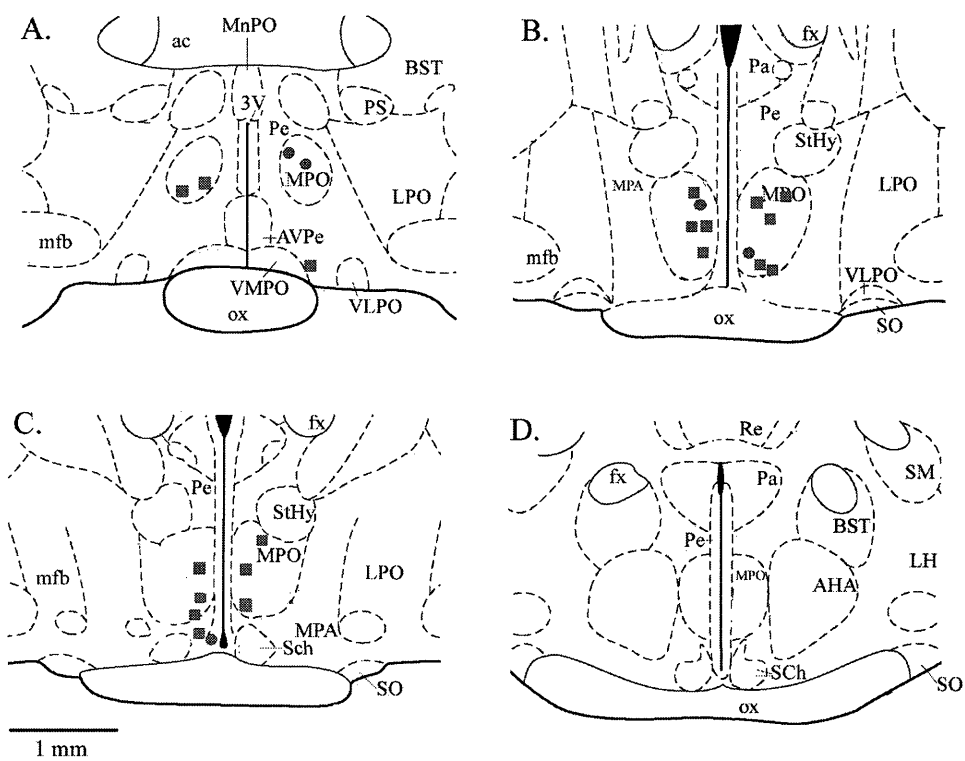 A.
MnPO
ac
BST
3V
PS
Pe
MPO
LPO
mfb
AVPe
VMPO
VLPO
ox
B.
fx
Pa
Pe
StHy
MPA
MPO
LPO
mfb
VLPO
SO
ox
C.
fx
Pe
StHy
MPO
mfb
LPO
MPA
Sch
SO
1 mm
D.
Re
fx
Pa
SM
BST
Pe
LH
MPO
AHA
SCh
SO
ox